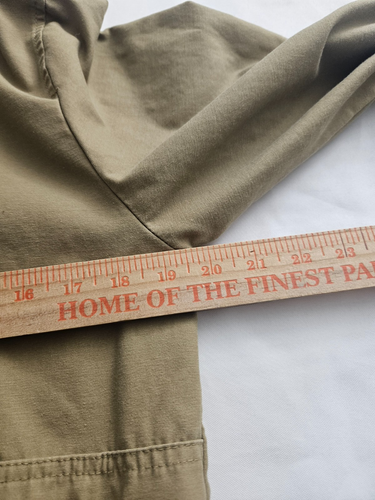 16 17 18 19 20 21 22 23
HOME OF THE FINEST